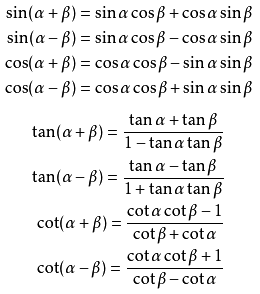 sin(α + β) = sin α cos β + cos α sin β
sin(α − β) = sin α cos β − cos α sin β
cos(α + β) = cos α cos β − sin α sin β
cos(α − β) = cos α cos β + sin α sin β
tan(α + β) = (tan α + tan β) / (1 − tan α tan β)
tan(α − β) = (tan α − tan β) / (1 + tan α tan β)
cot(α + β) = (cot α cot β − 1) / (cot β + cot α)
cot(α − β) = (cot α cot β + 1) / (cot β − cot α)